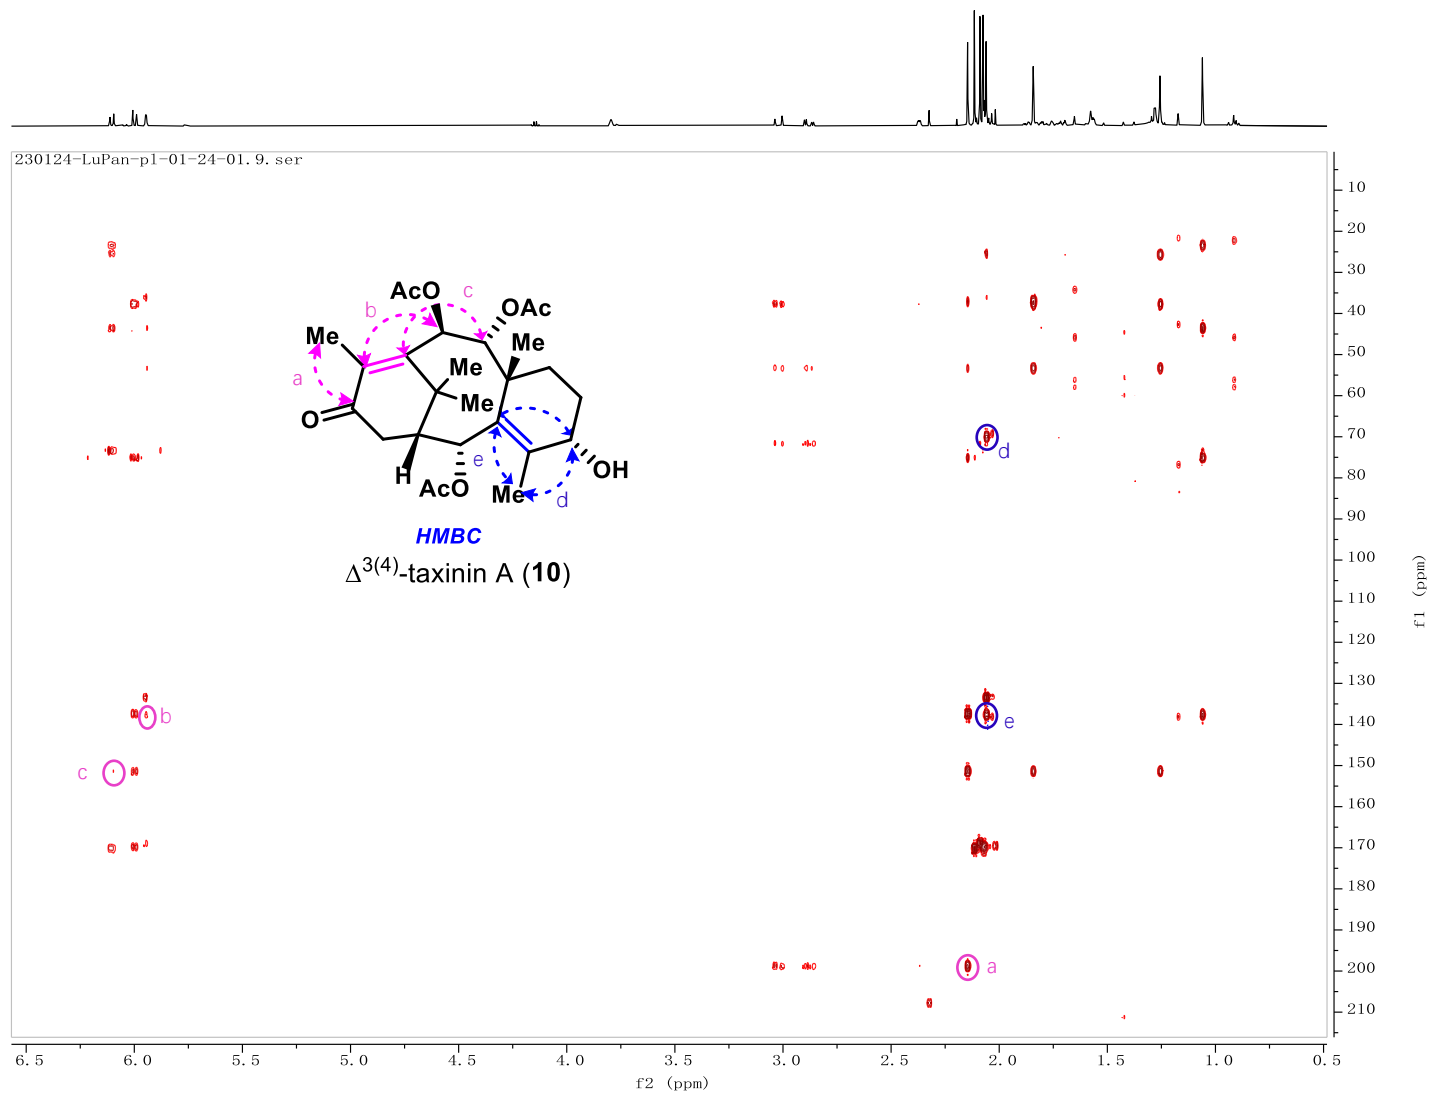 230124-LuPan-pl-01-24-01.9.ser
AcO
c
b
OAc
Me
Me
a
Me
O
Me
e
OH
H
AcO
Me
d
HMBC
Δ3(4)-taxinin A (10)
b
c
d
e
a
10
20
30
40
50
60
70
80
90
100
110
120
130
140
150
160
170
180
190
200
210
f1 (ppm)
6.5 6.0 5.5 5.0 4.5 4.0 3.5 3.0 2.5 2.0 1.5 1.0 0.5
f2 (ppm)